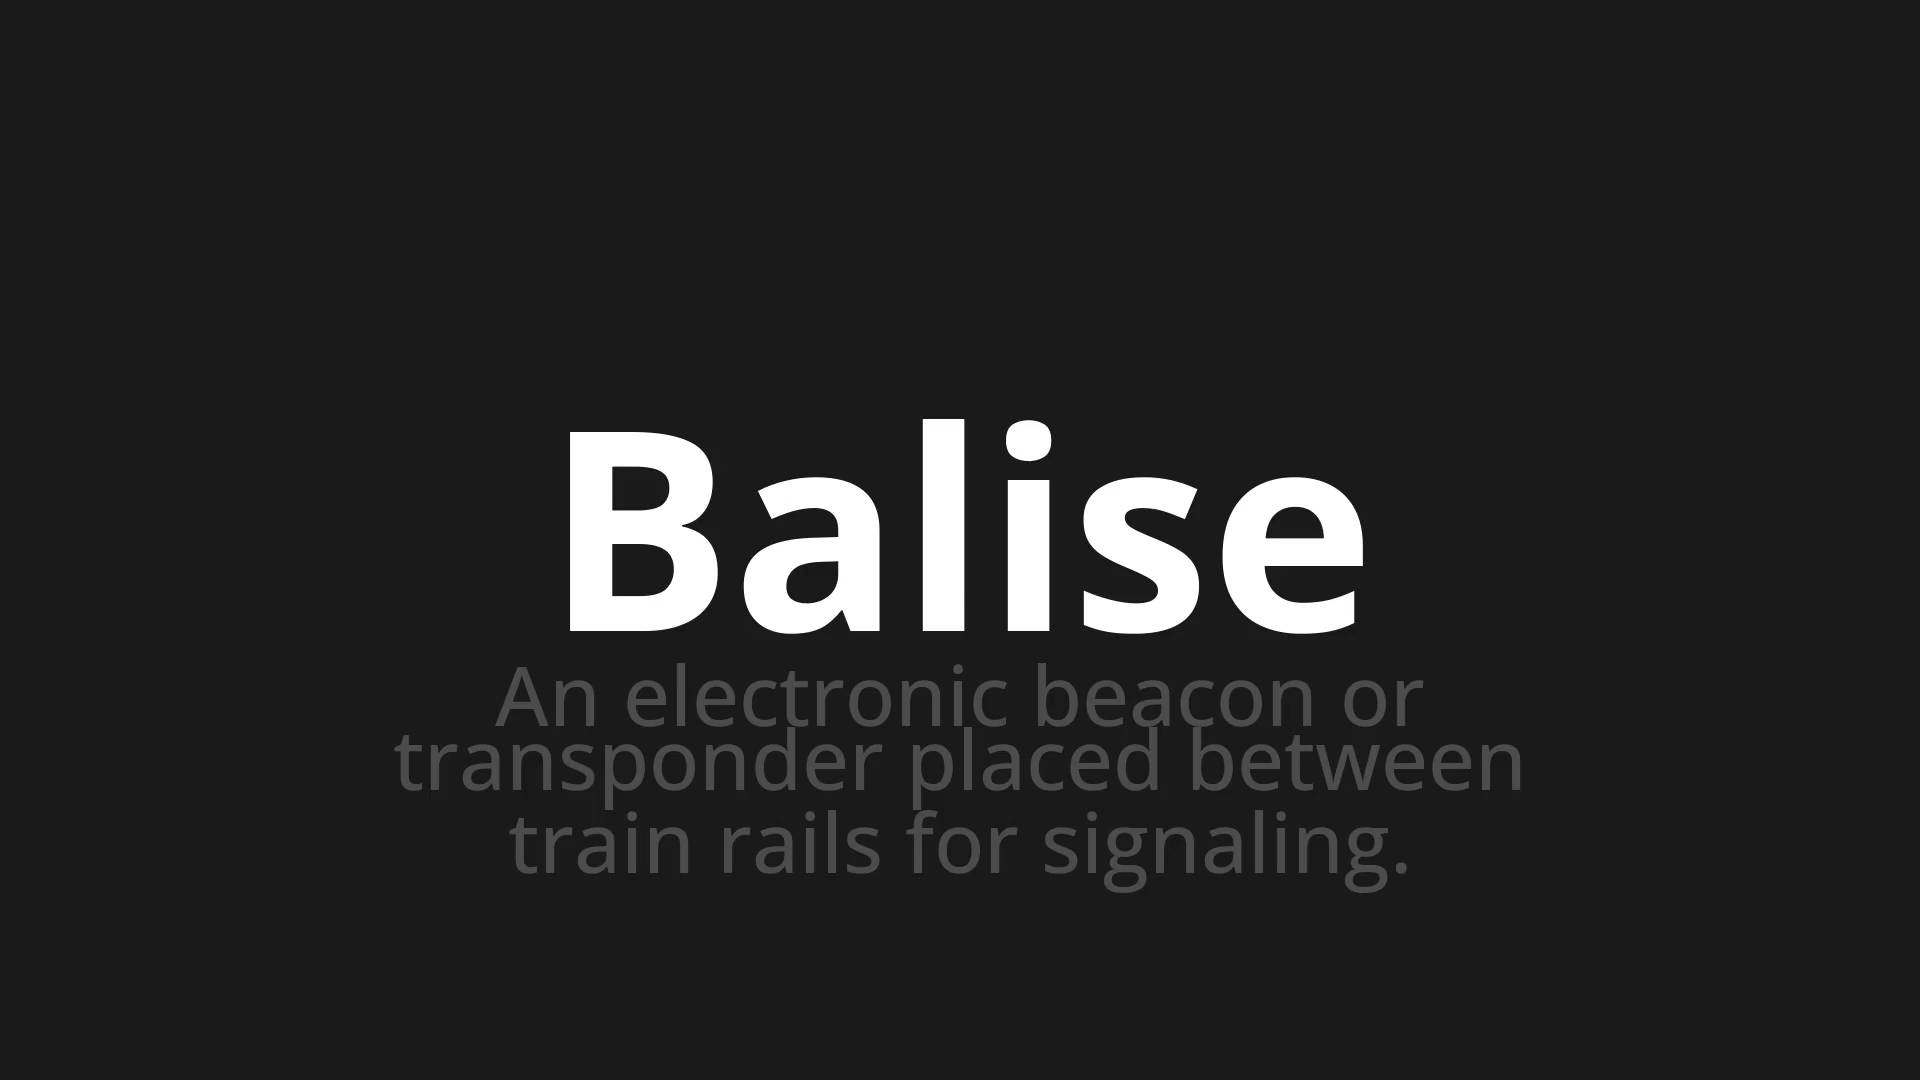 Balise
An electronic beacon or
transponder placed between
train rails for signaling.